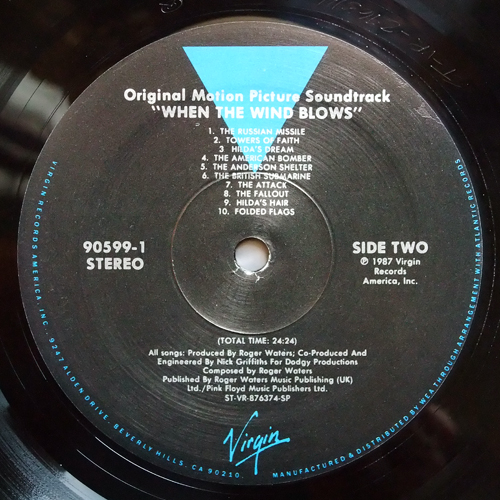 Original Motion Picture Soundtrack
"WHEN THE WIND BLOWS"
1. THE RUSSIAN MISSILE
2. TOWERS OF FAITH
3 HILDA'S DREAM
4. THE AMERICAN BOMBER
5. THE ANDERSON SHELTER
6. THE BRITISH SUBMARINE
7. THE ATTACK
8. THE FALLOUT
9. HILDA'S HAIR
10. FOLDED FLAGS
90599-1
STEREO
SIDE TWO
℗ 1987 Virgin
Records
America, Inc.
(TOTAL TIME: 24:24)
All songs: Produced By Roger Waters; Co-Produced And
Engineered By Nick Griffiths For Dodgy Productions
Composed by Roger Waters
Published By Roger Waters Music Publishing (UK)
Ltd./Pink Floyd Music Publishers Ltd.
ST-VR-876374-SP
Virgin
VIRGIN RECORDS AMERICA, INC. 9247 ALDEN DRIVE, BEVERLY HILLS, CA 90210
MANUFACTURED & DISTRIBUTED BY WEA THROUGH ARRANGEMENT WITH ATLANTIC RECORDS